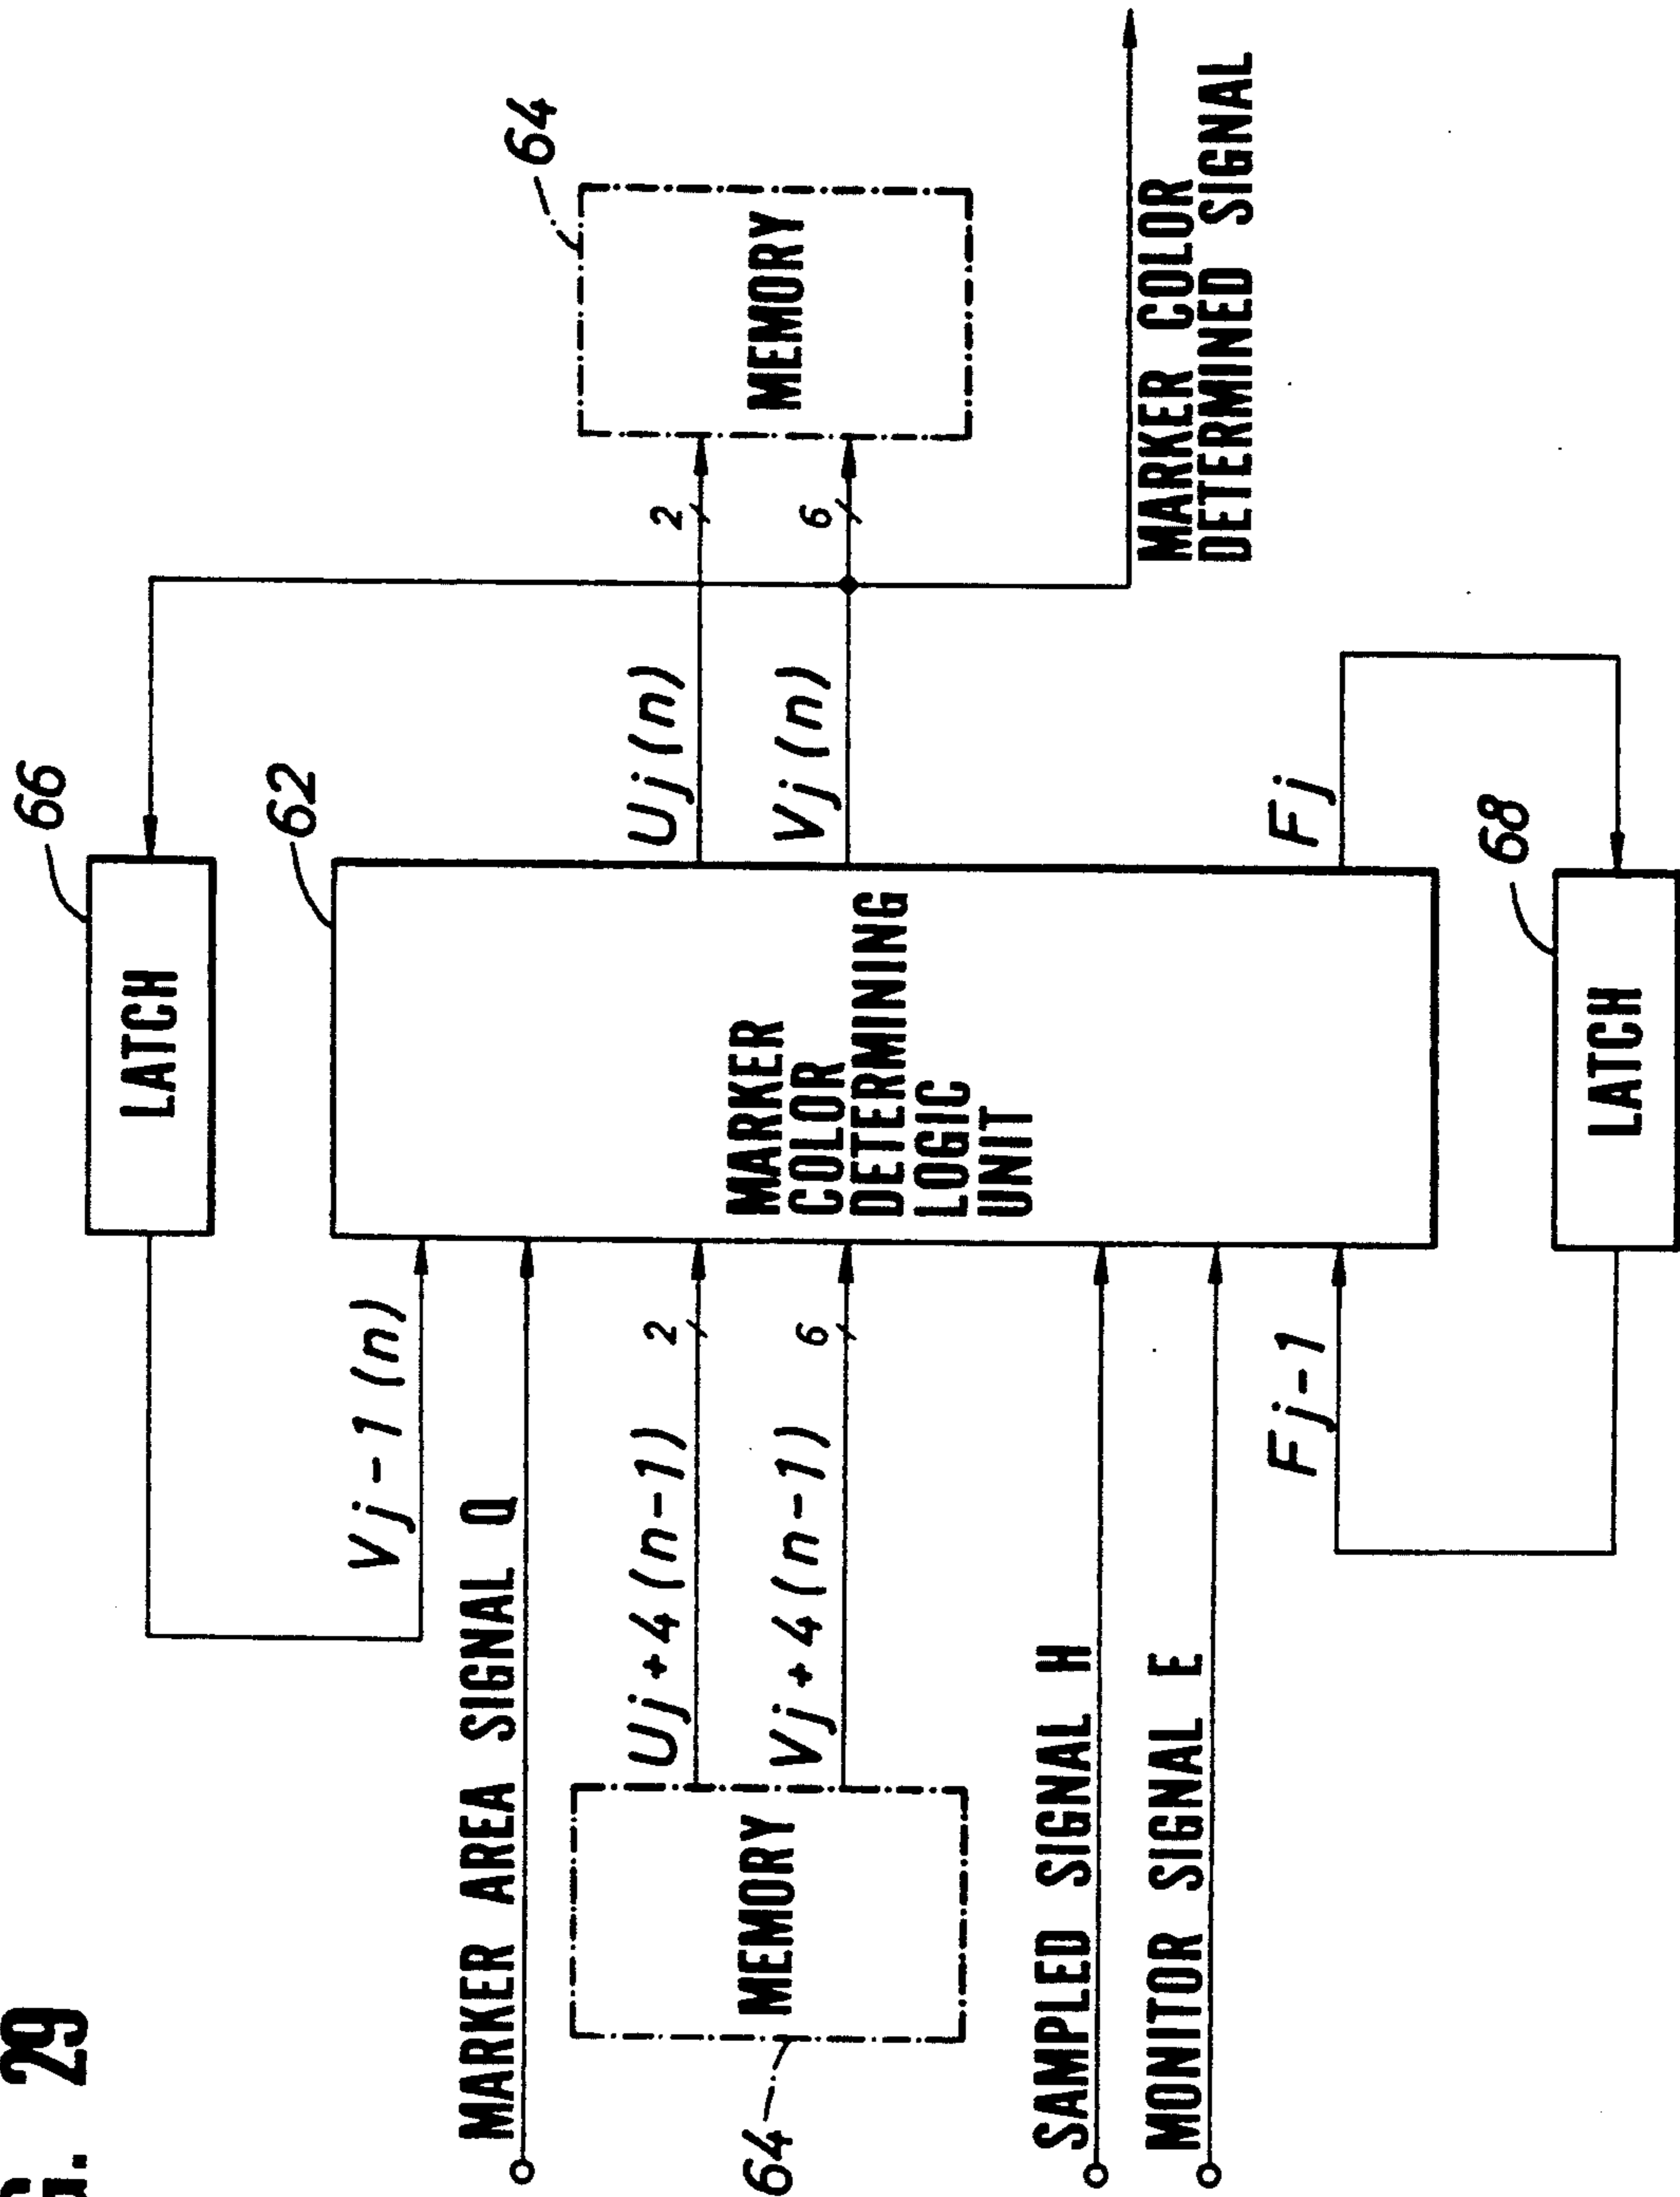 G. 29
66
LATCH
62
Vj-1(n)
MARKER AREA SIGNAL Q
Uj+4(n-1)
2
Vj+4(n-1)
6
MEMORY
64
SAMPLED SIGNAL H
MONITOR SIGNAL E
Fj-1
MARKER
COLOR
DETERMINING
LOGIC
UNIT
Uj(n)
2
Vj(n)
6
MEMORY
64
Fj
68
LATCH
MARKER COLOR
DETERMINED SIGNAL